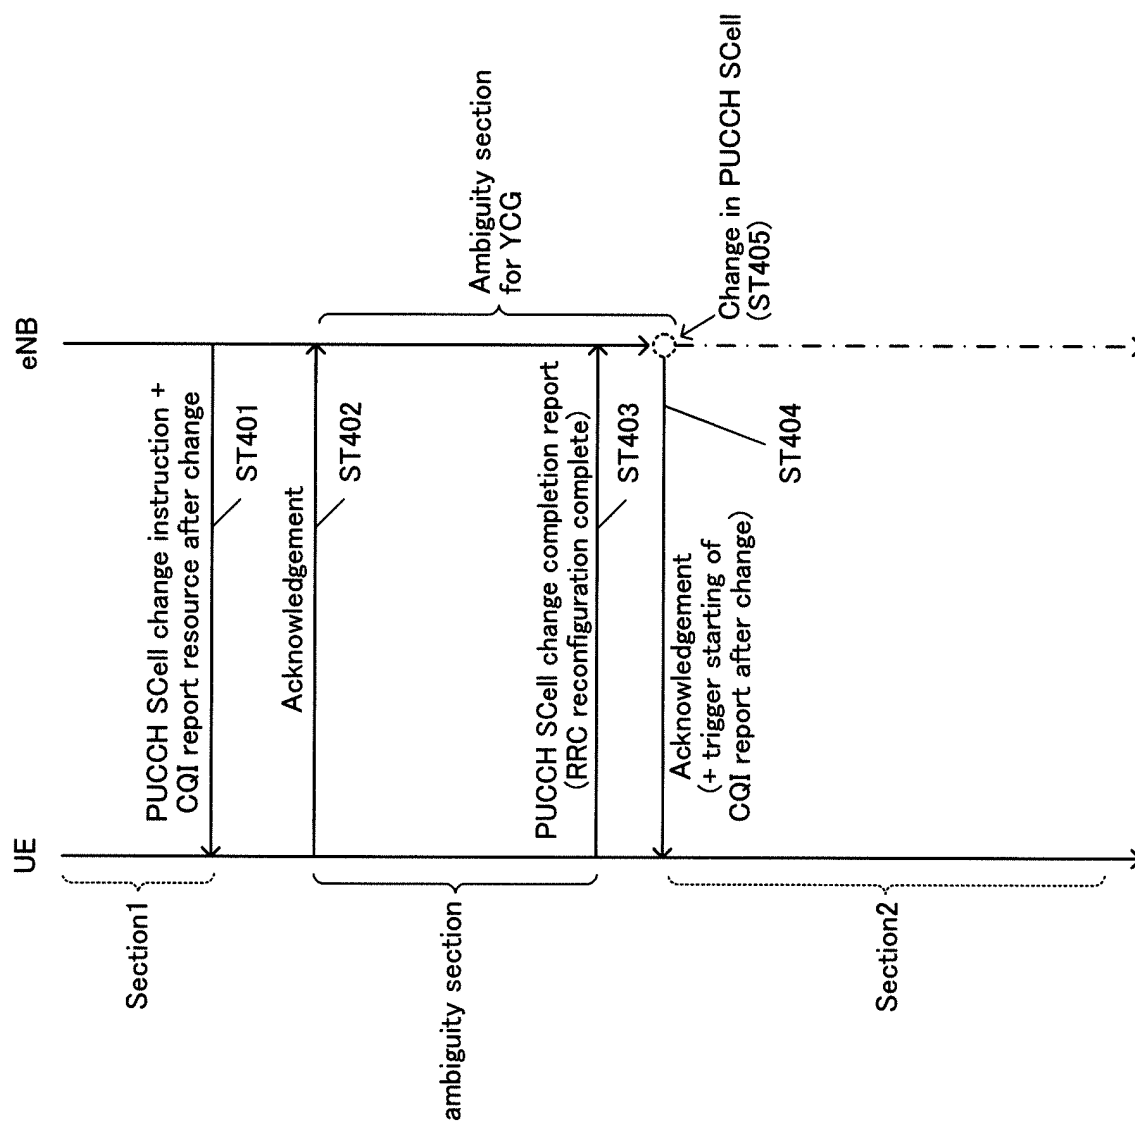 UE
eNB
Section1
PUCCH SCell change instruction +
CQI report resource after change
ST401
Acknowledgement
ST402
ambiguity section
Ambiguity section
for YCG
PUCCH SCell change completion report
(RRC reconfiguration complete)
ST403
Acknowledgement
(+ trigger starting of
CQI report after change)
ST404
Change in PUCCH SCell
(ST405)
Section2